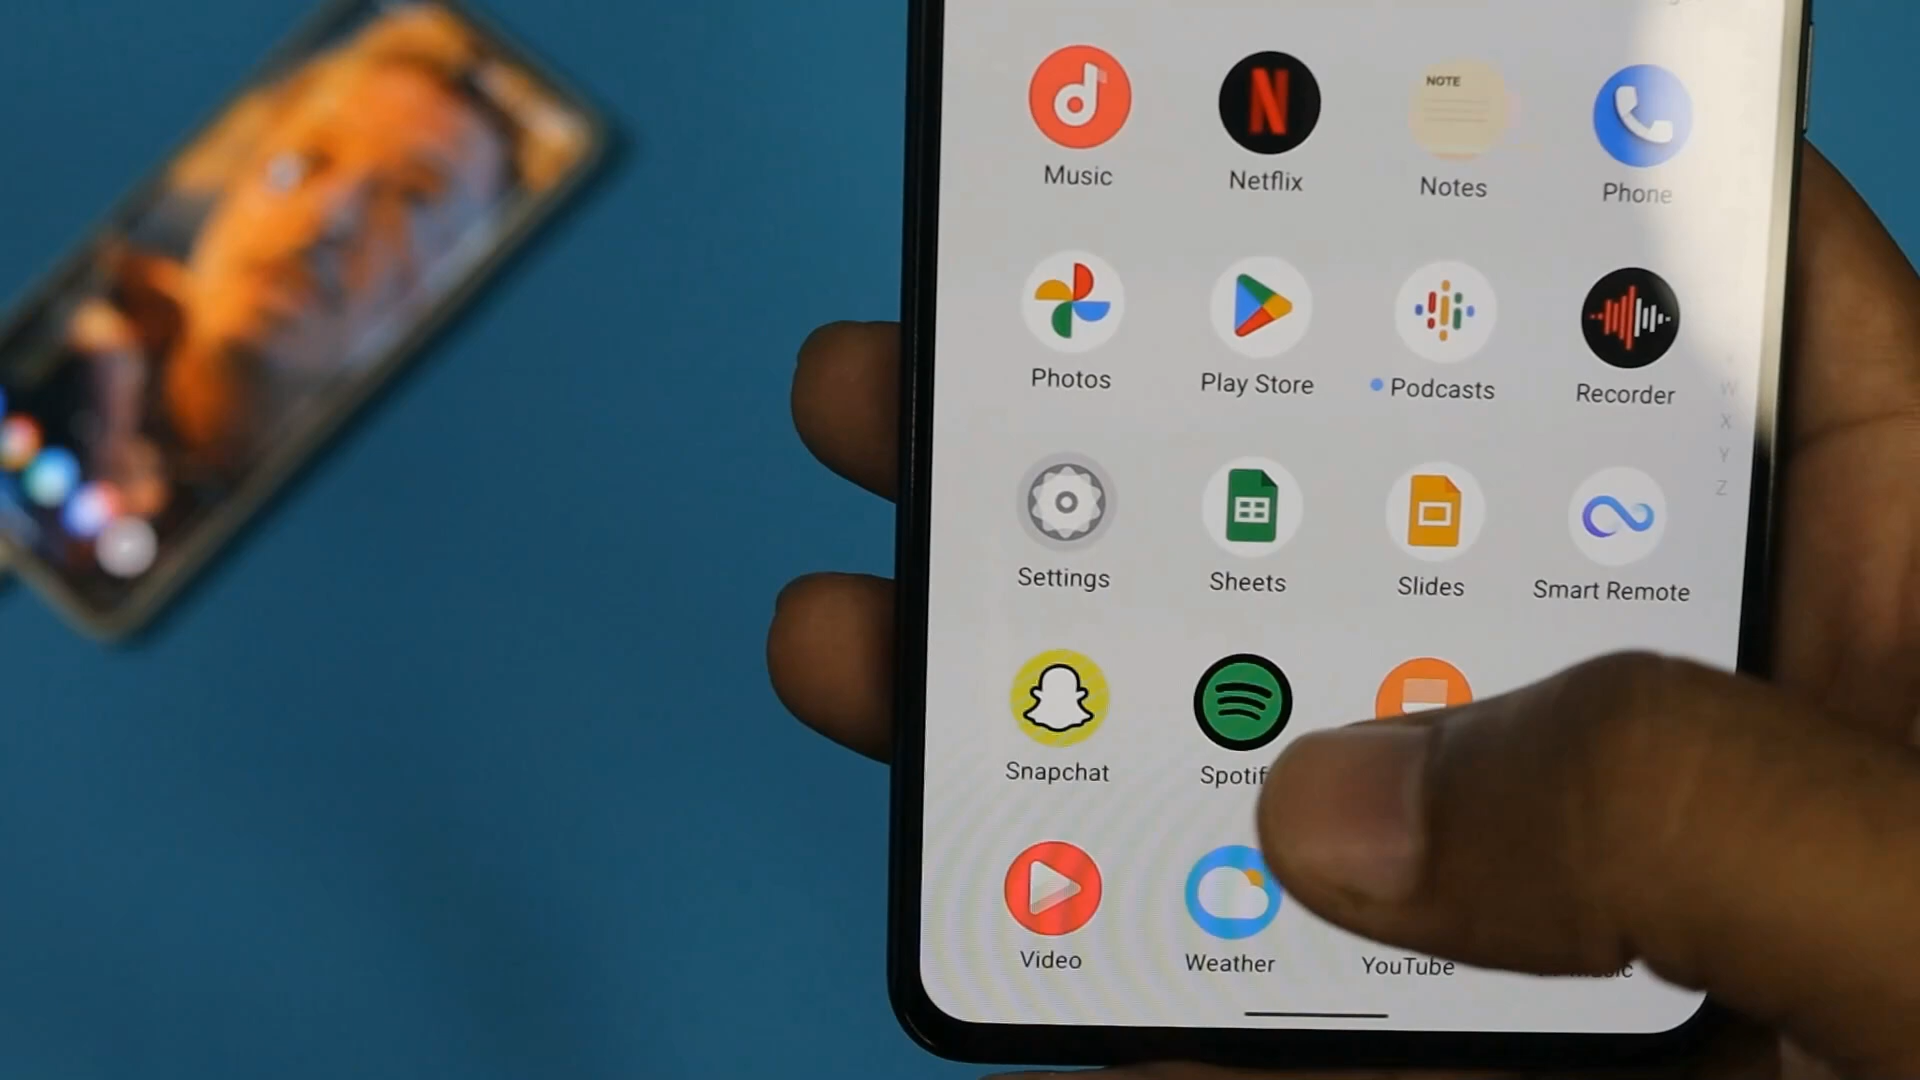 NOTE
Music
Netflix
Notes
Phone
Photos
Play Store
Podcasts
Recorder
W
X
Y
Z
Settings
Sheets
Slides
Smart Remote
Snapchat
Spotif
Video
Weather
YouTube